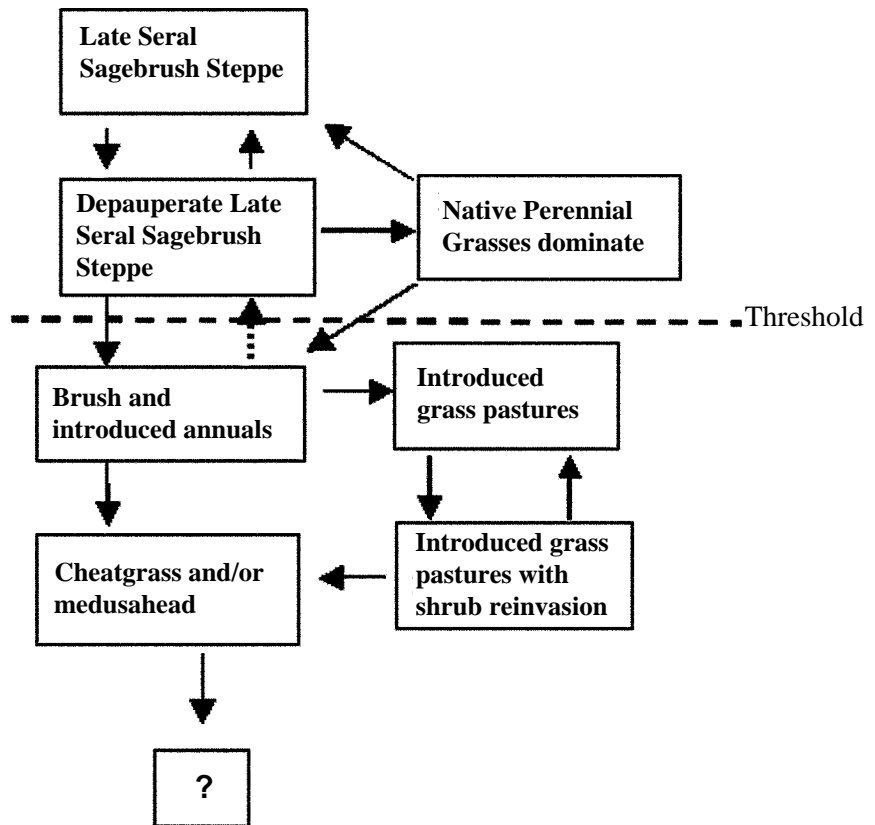 Late Seral
Sagebrush Steppe
Depauperate Late
Seral Sagebrush
Steppe
Native Perennial
Grasses dominate
Threshold
Brush and
introduced annuals
Introduced
grass pastures
Cheatgrass and/or
medusahead
Introduced grass
pastures with
shrub reinvasion
?